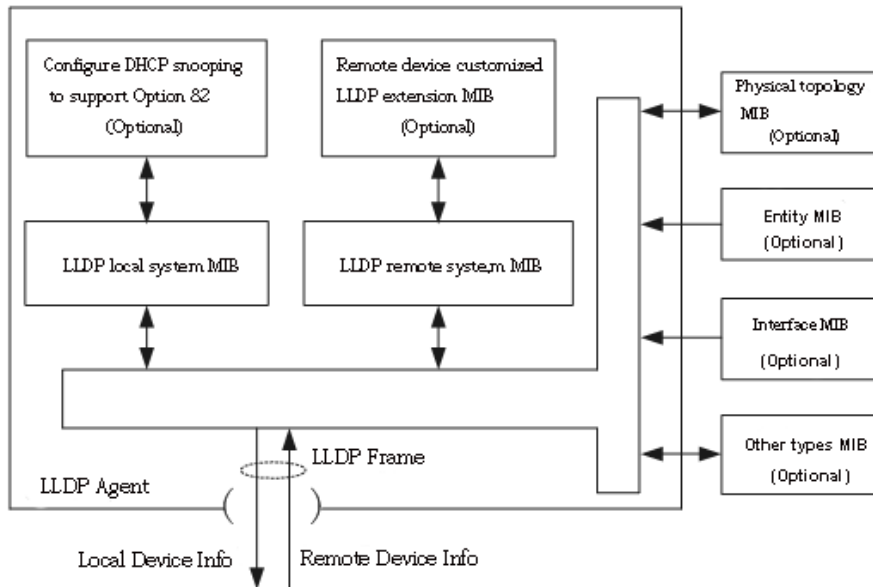 Configure DHCP snooping
to support Option 82
(Optional)
Remote device customized
LLDP extension MIB
(Optional)
Physical topology
MIB
(Optional)
LLDP local system MIB
LLDP remote syste,m MIB
Entity MIB
(Optional)
Interface MIB
(Optional)
Other types MIB
(Optional)
LLDP Frame
LLDP Agent
Local Device Info
Remote Device Info